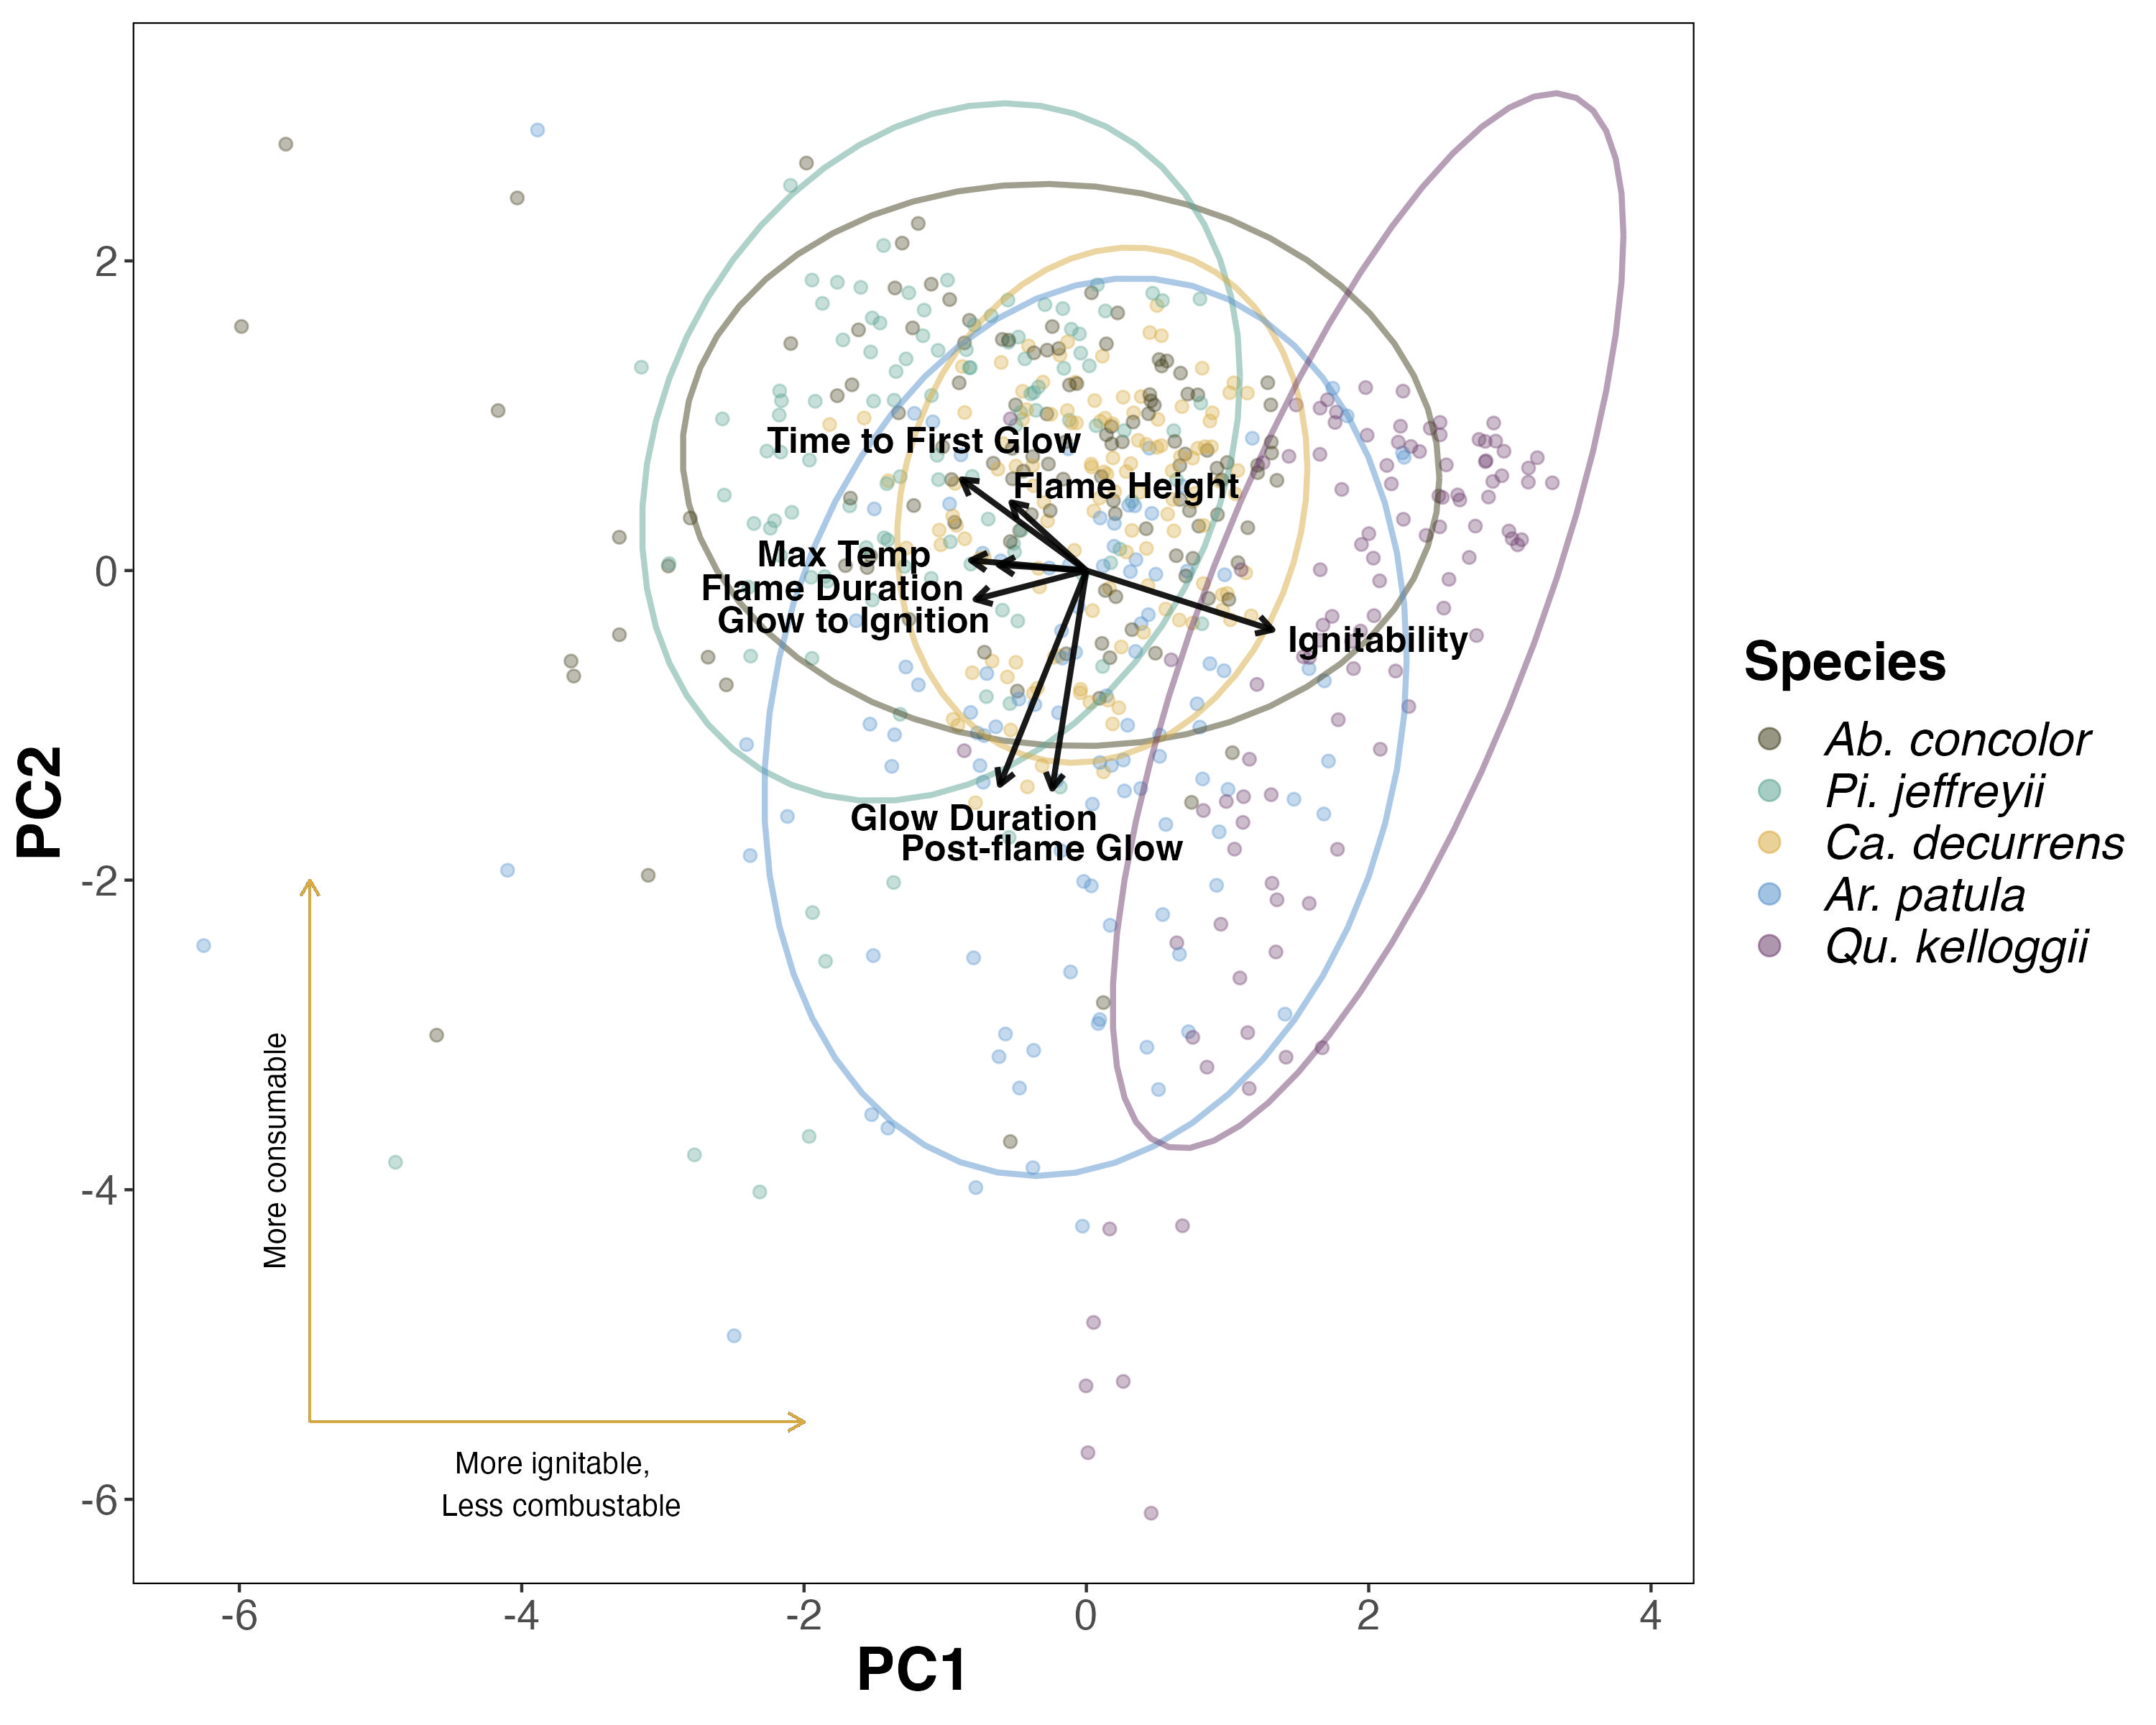 2
0
-2
-4
-6
PC2
Time to First Glow
Flame Height
Max Temp
Flame Duration
Glow to Ignition
Ignitability
Glow Duration
Post-flame Glow
More consumable
More ignitable,
Less combustable
-6
-4
-2
0
2
4
PC1
Species
Ab. concolor
Pi. jeffreyii
Ca. decurrens
Ar. patula
Qu. kelloggii